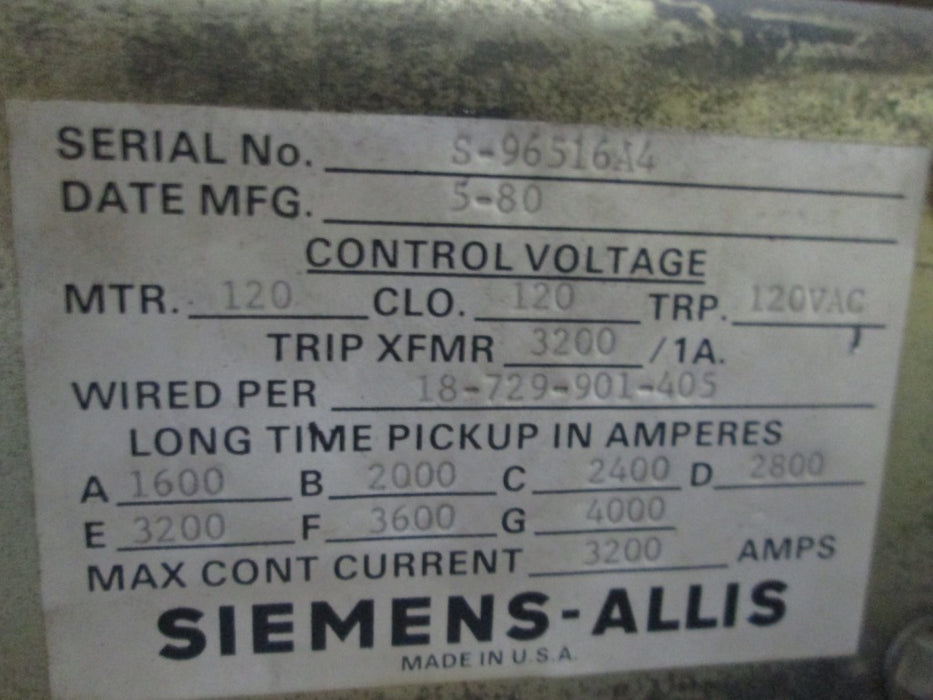 SERIAL No. S-96516A4
DATE MFG. 5-80
CONTROL VOLTAGE
MTR. 120 CLO. 120 TRP. 120VAC
TRIP XFMR 3200 /1A.
WIRED PER 18-729-901-405
LONG TIME PICKUP IN AMPERES
A 1600 B 2000 C 2400 D 2800
E 3200 F 3600 G 4000
MAX CONT CURRENT 3200 AMPS
SIEMENS-ALLIS
MADE IN U.S.A.